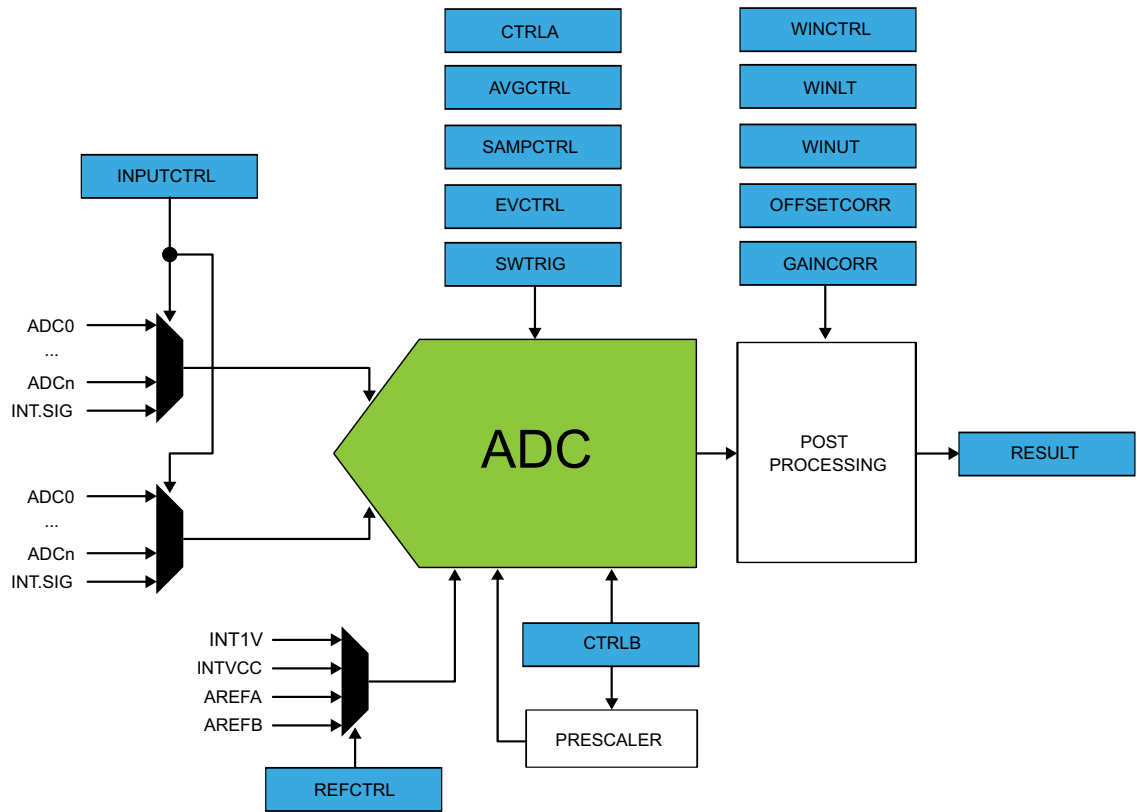 CTRLA
WINCTRL
AVGCTRL
WINLT
SAMPCTRL
WINUT
INPUTCTRL
EVCTRL
OFFSETCORR
SWTRIG
GAINCORR
ADC0
...
ADCn
INT.SIG
ADC
POST
PROCESSING
RESULT
ADC0
...
ADCn
INT.SIG
INT1V
INTVCC
AREFA
AREFB
CTRLB
PRESCALER
REFCTRL